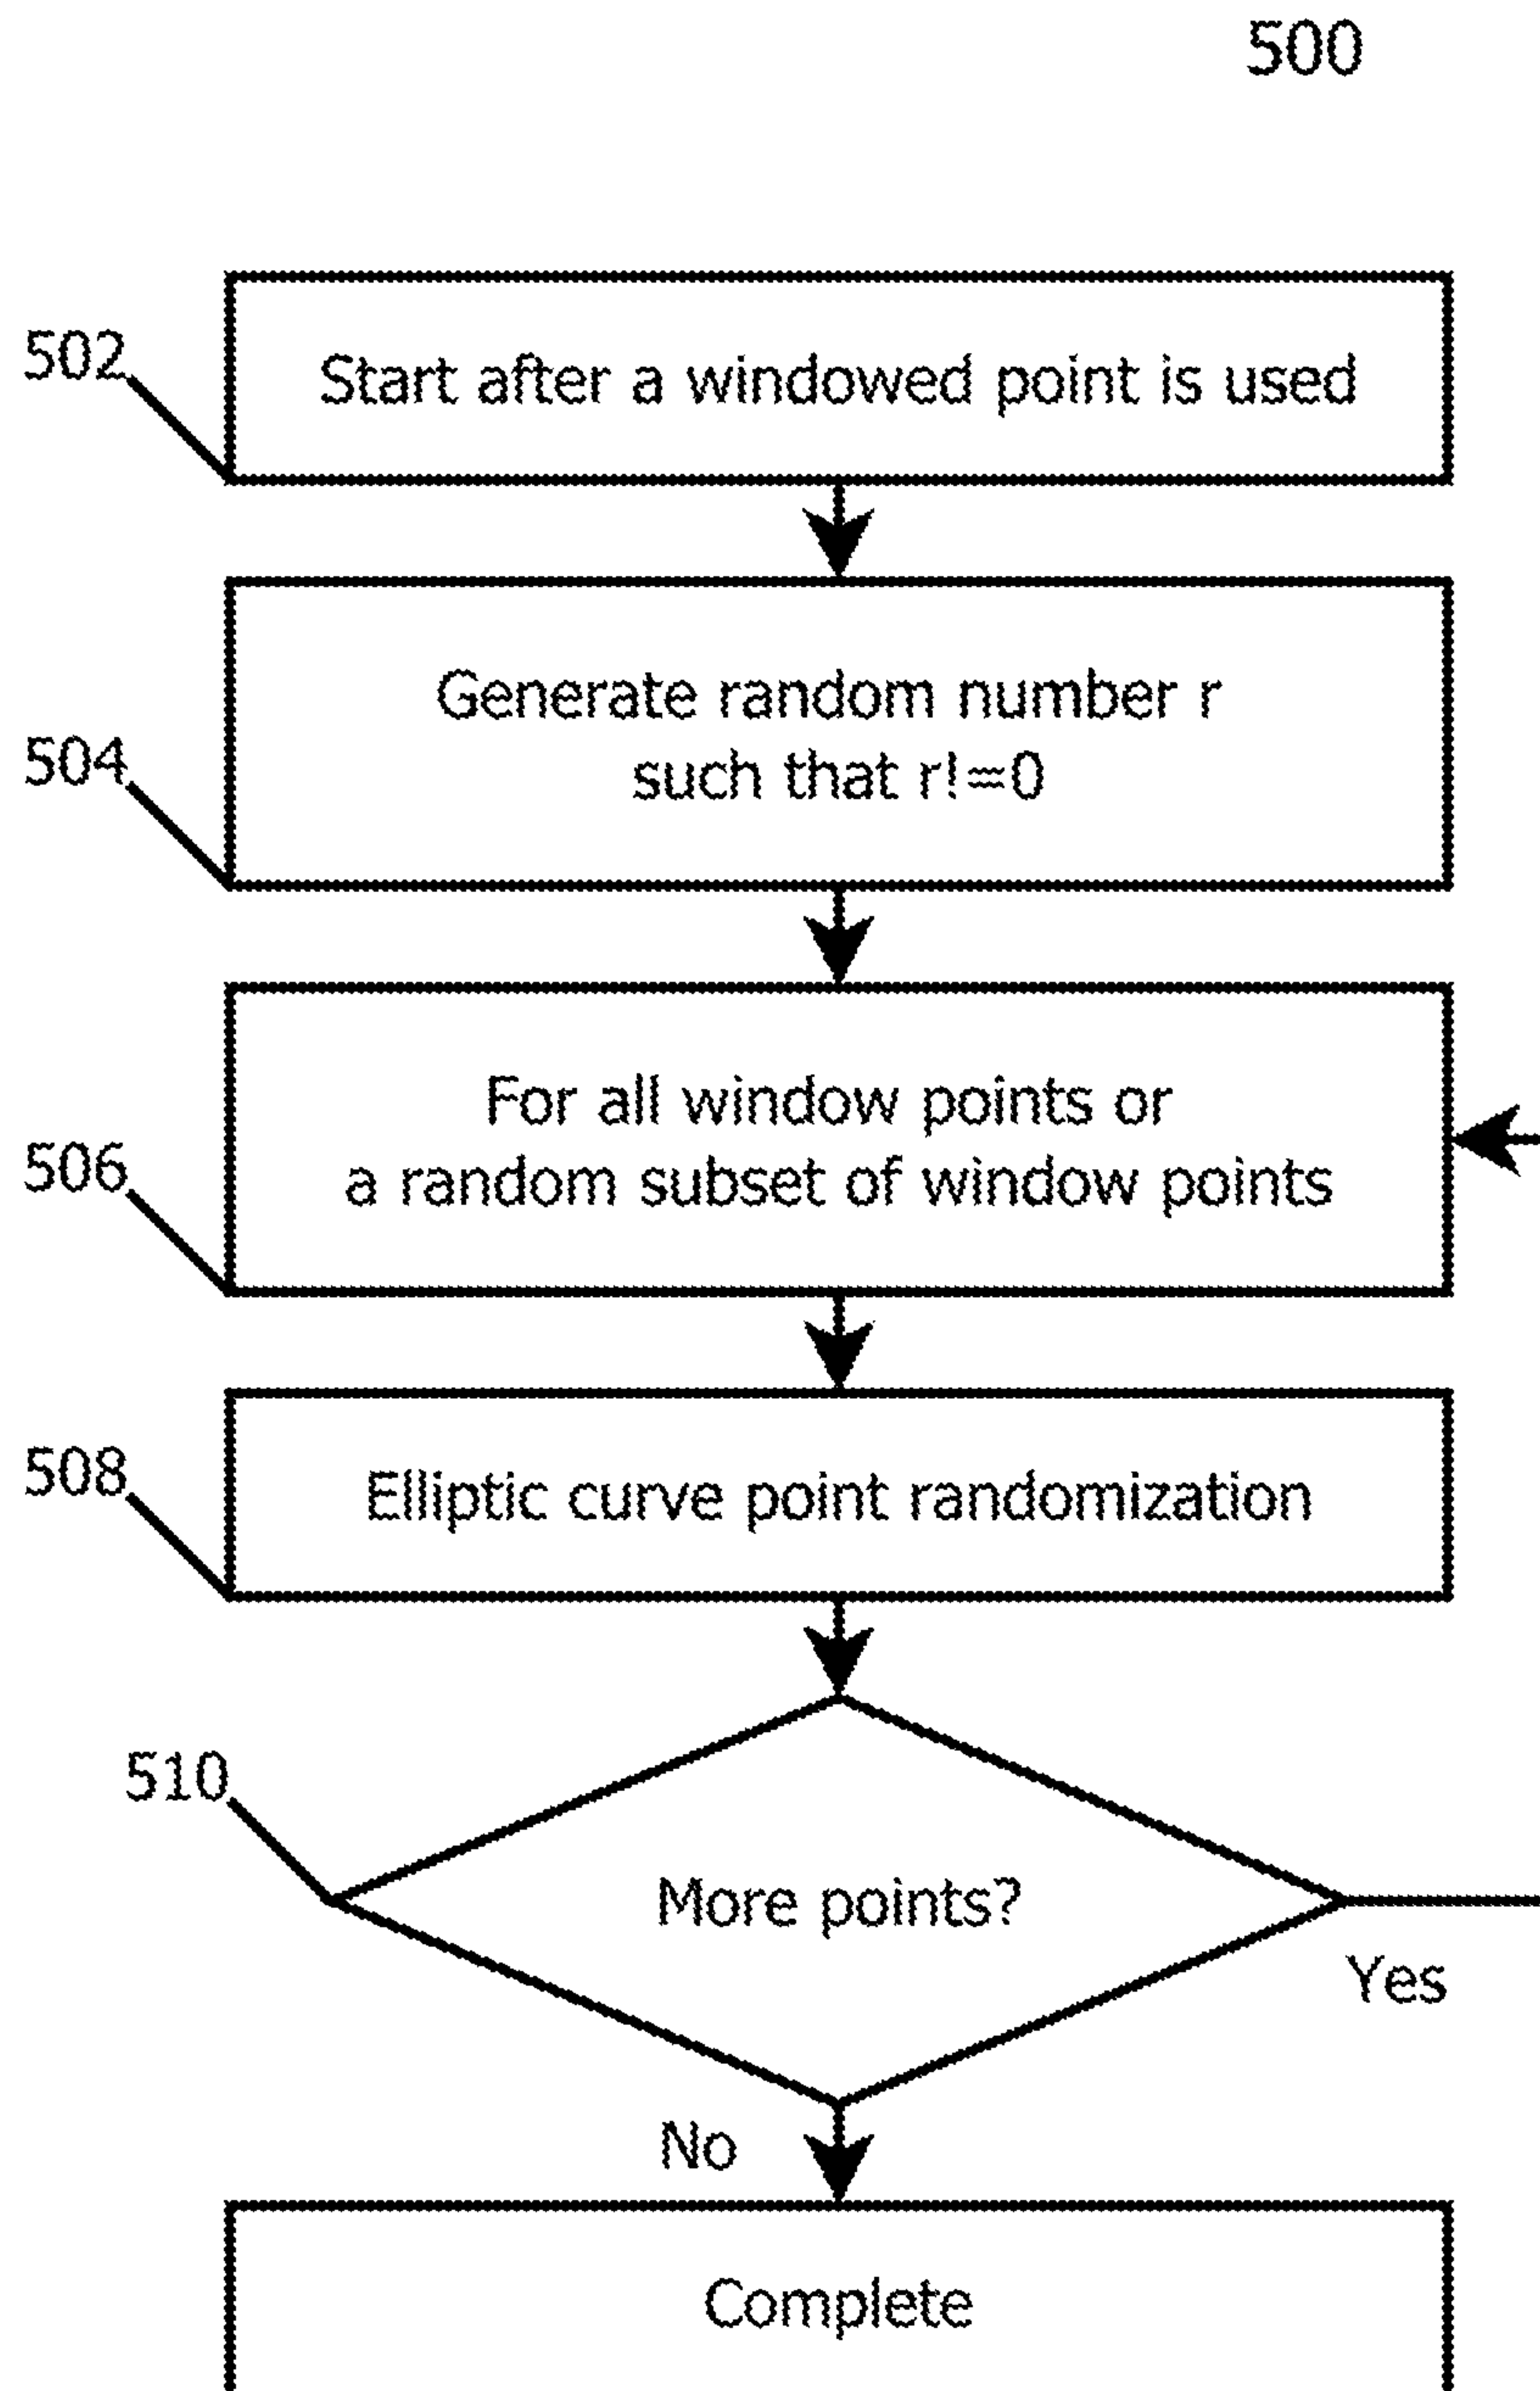 500
502
Start after a windowed point is used
504
Generate random number r
such that r!=0
506
For all window points or
a random subset of window points
508
Elliptic curve point randomization
510
More points?
Yes
No
Complete